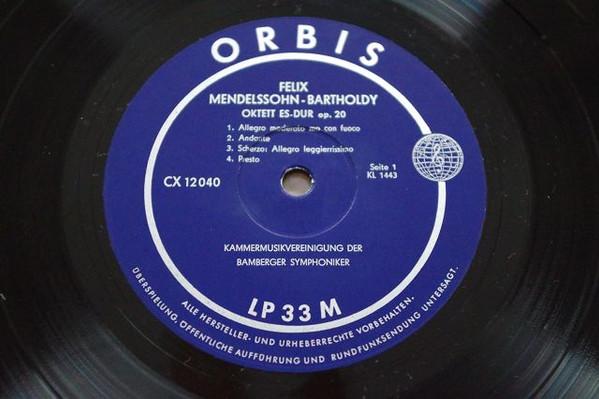 ORBIS
FELIX
MENDELSSOHN-BARTHOLDY
OKTETT ES-DUR op. 20
1. Allegro moderato ma con fuoco
2. Andante
3. Scherzo: Allegro leggierissimo
4. Presto
Seite 1
KL 1443
CX 12040
KAMMERMUSIKVEREINIGUNG DER
BAMBERGER SYMPHONIKER
LP 33 M
ALLE HERSTELLER- UND URHEBERRECHTE VORBEHALTEN.
ÜBERSPIELUNG, ÖFFENTLICHE AUFFÜHRUNG UND RUNDFUNKSENDUNG UNTERSAGT.